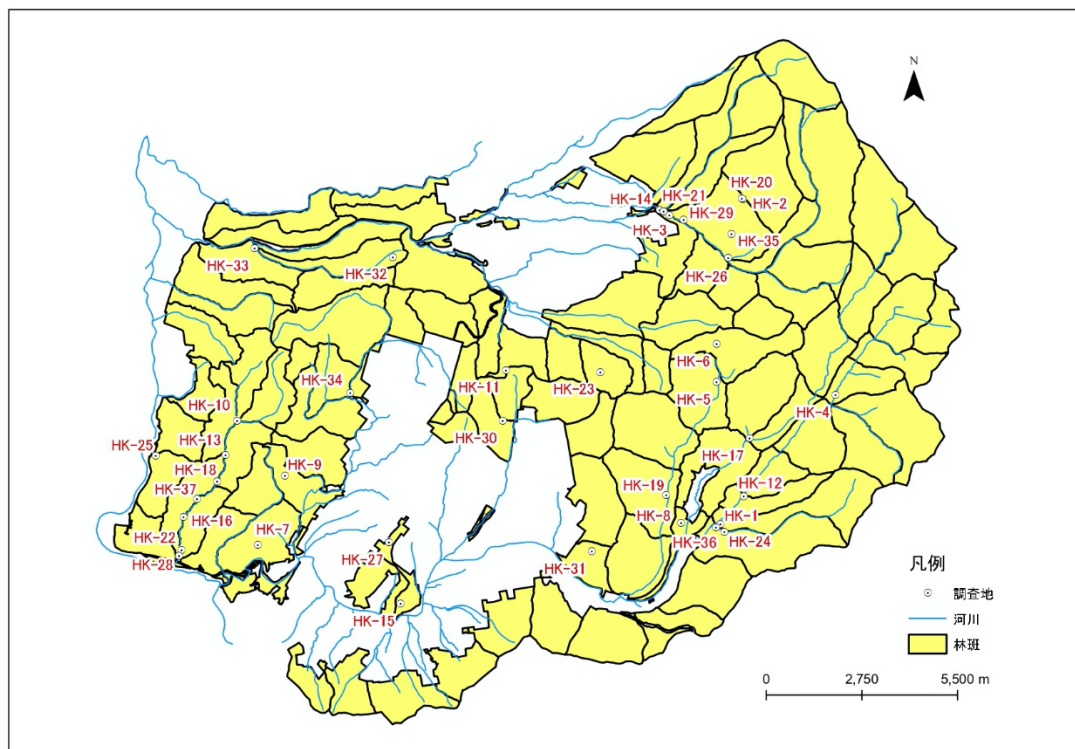 N
HK-20
HK-21
HK-14
HK-2
HK-29
HK-3
HK-35
HK-33
HK-32
HK-26
HK-6
HK-34
HK-11
HK-23
HK-5
HK-4
HK-10
HK-30
HK-13
HK-25
HK-17
HK-18
HK-9
HK-19
HK-12
HK-37
HK-8
HK-1
HK-16
HK-22
HK-7
HK-36
HK-24
HK-27
HK-28
HK-31
HK-15
凡例
調査地
河川
林班
0 2,750 5,500 m